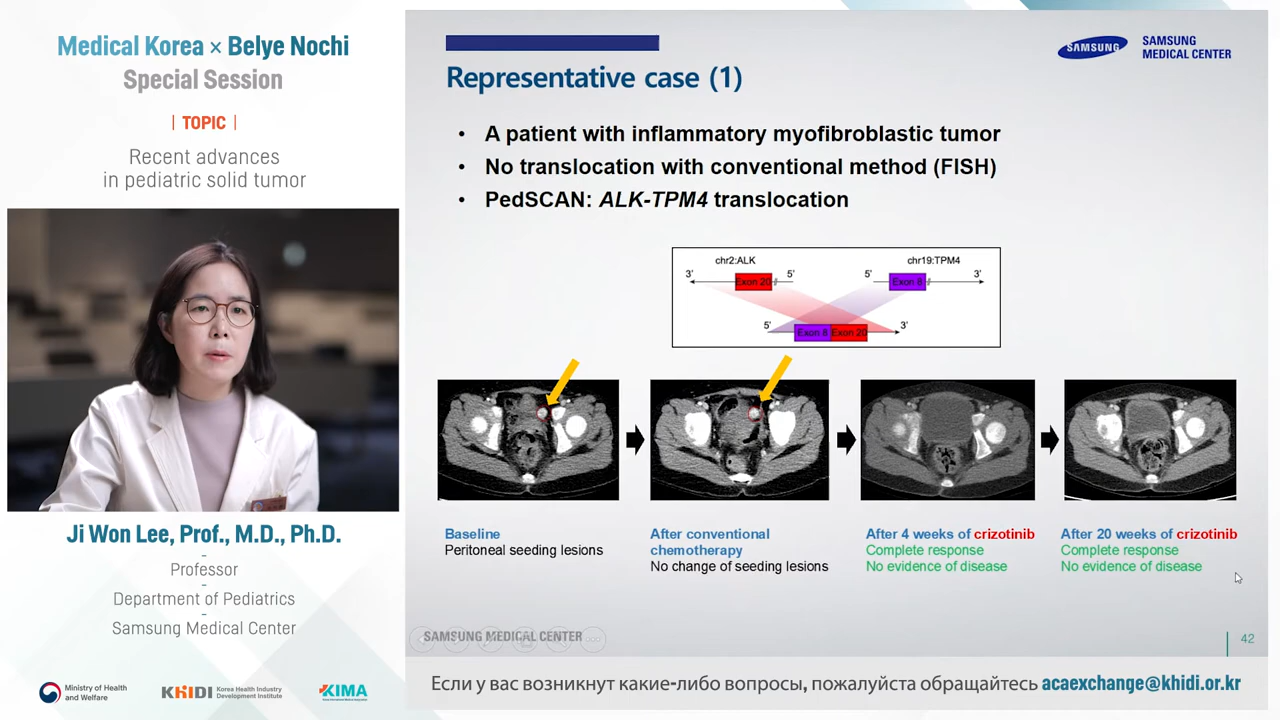 Medical Korea × Belye Nochi
Special Session
| TOPIC |
Recent advances
in pediatric solid tumor
Ji Won Lee, Prof., M.D., Ph.D.
Professor
Department of Pediatrics
Samsung Medical Center
Ministry of Health
and Welfare
KHIDI Korea Health Industry
Development Institute
KIMA
SAMSUNG
SAMSUNG
MEDICAL CENTER
Representative case (1)
• A patient with inflammatory myofibroblastic tumor
• No translocation with conventional method (FISH)
• PedSCAN: ALK-TPM4 translocation
chr2:ALK
chr19:TPM4
3’ Exon 20 5’
5’ Exon 8 3’
5’ Exon 8 Exon 20 3’
Baseline
Peritoneal seeding lesions
After conventional
chemotherapy
No change of seeding lesions
After 4 weeks of crizotinib
Complete response
No evidence of disease
After 20 weeks of crizotinib
Complete response
No evidence of disease
SAMSUNG MEDICAL CENTER
42
Если у вас возникнут какие-либо вопросы, пожалуйста обращайтесь acaexchange@khidi.or.kr